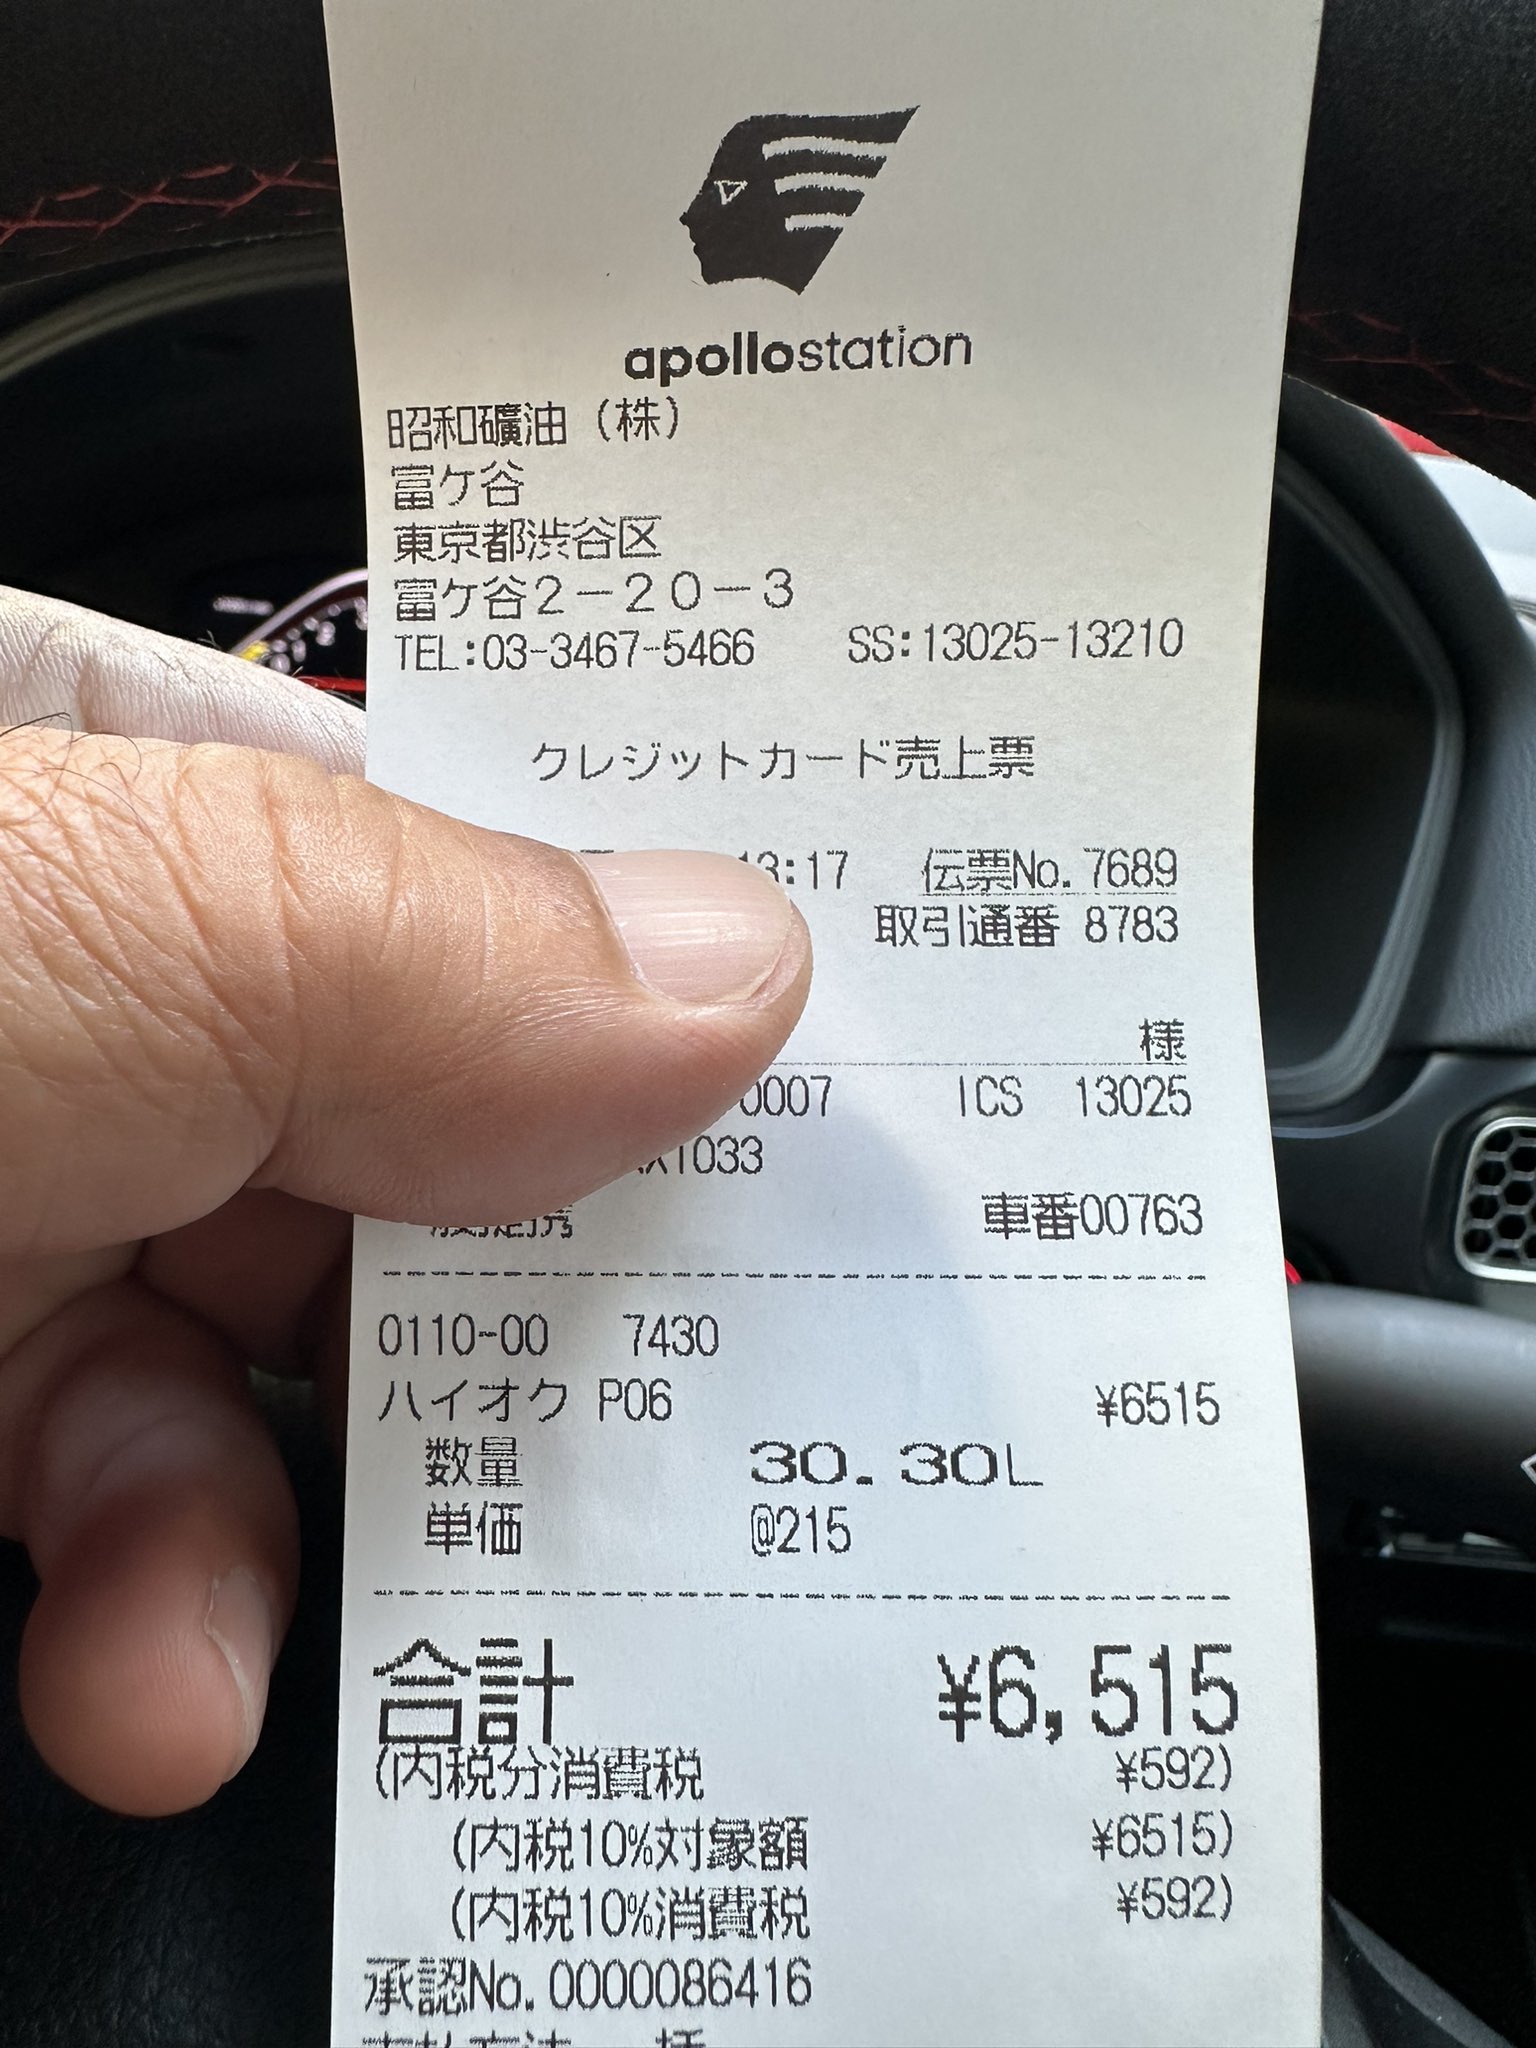 apollostation
昭和礦油（株）
富ケ谷
東京都渋谷区
富ケ谷２－２０－３
TEL:03-3467-5466 SS:13025-13210
クレジットカード売上票
13:17 伝票No.7689
取引通番 8783
様
0007 ICS 13025
1033
車番00763
0110-00 7430
ハイオク P06 ¥6515
数量 30.30L
単価 @215
合計 ¥6,515
(内税分消費税 ¥592)
(内税10%対象額 ¥6515)
(内税10%消費税 ¥592)
承認No.0000086416